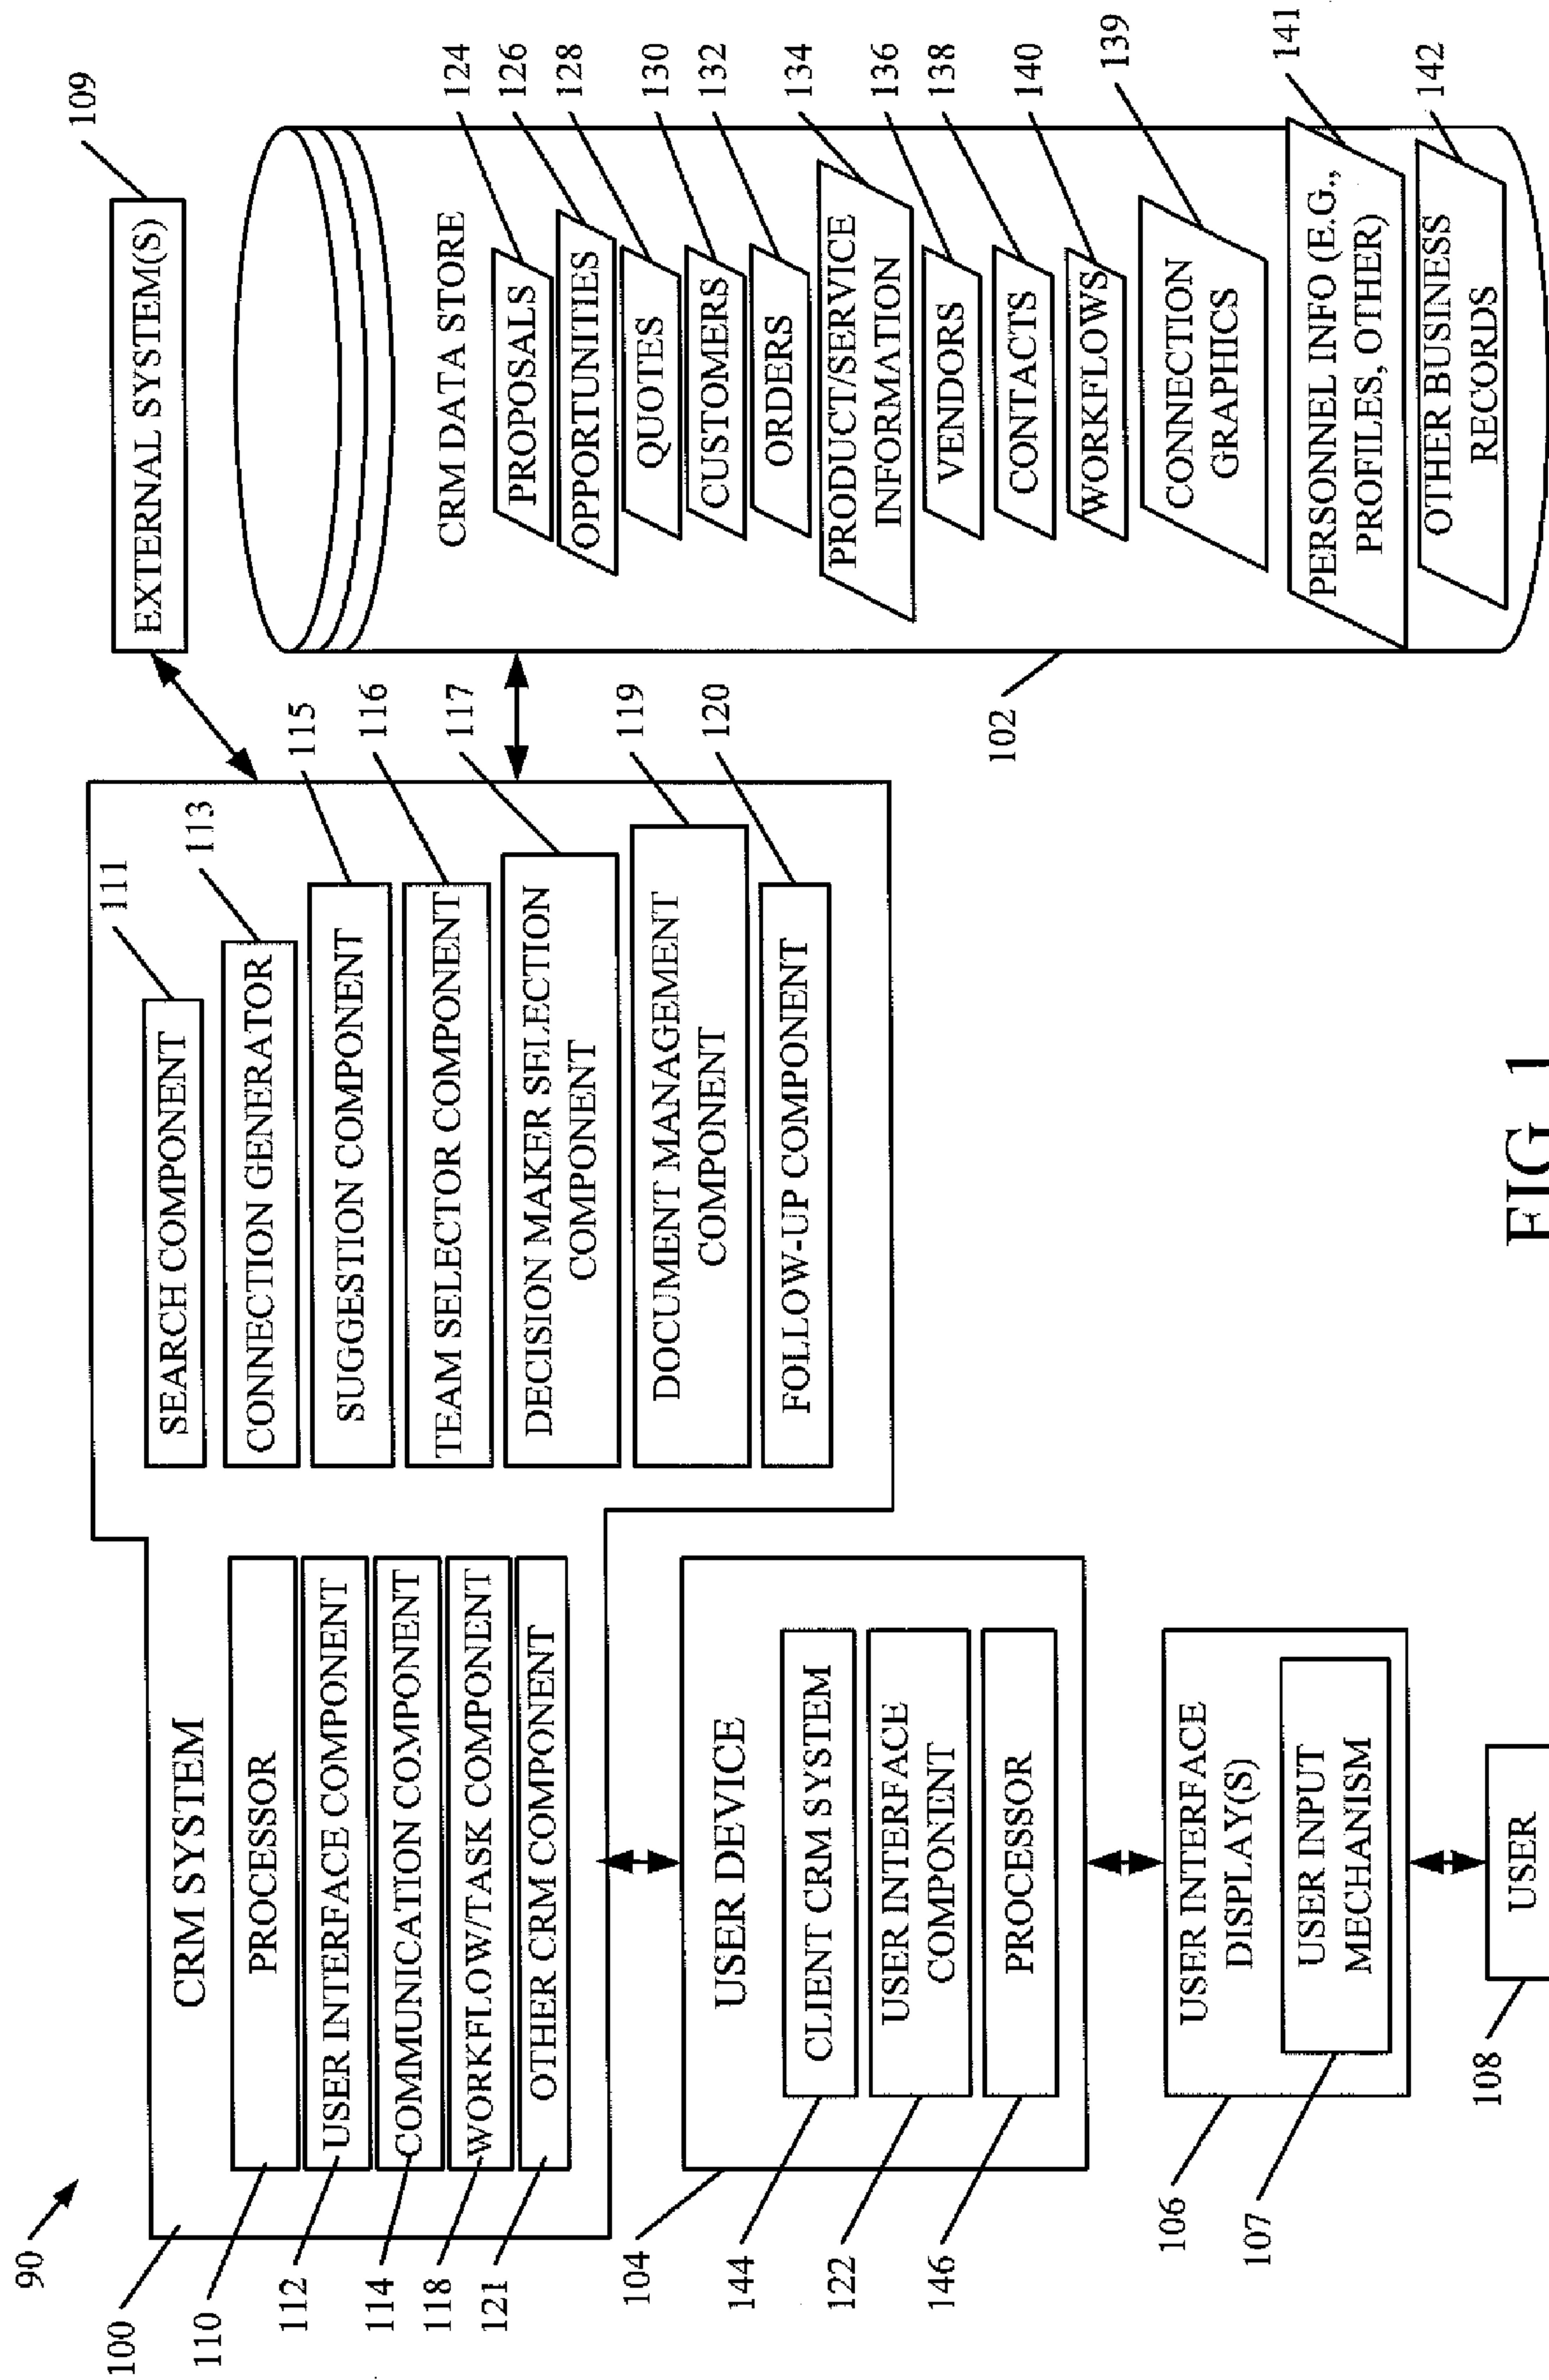 90
100
CRM SYSTEM
110
PROCESSOR
112
USER INTERFACE COMPONENT
114
COMMUNICATION COMPONENT
118
WORKFLOW/TASK COMPONENT
121
OTHER CRM COMPONENT
111
SEARCH COMPONENT
113
CONNECTION GENERATOR
115
SUGGESTION COMPONENT
116
TEAM SELECTOR COMPONENT
117
DECISION MAKER SELECTION
COMPONENT
119
DOCUMENT MANAGEMENT
COMPONENT
120
FOLLOW-UP COMPONENT
109
EXTERNAL SYSTEM(S)
102
CRM DATA STORE
124
PROPOSALS
126
OPPORTUNITIES
128
QUOTES
130
CUSTOMERS
132
ORDERS
134
PRODUCT/SERVICE
INFORMATION
136
VENDORS
138
CONTACTS
140
WORKFLOWS
139
CONNECTION
GRAPHICS
141
PERSONNEL INFO (E.G.,
PROFILES, OTHER)
142
OTHER BUSINESS
RECORDS
104
USER DEVICE
144
CLIENT CRM SYSTEM
122
USER INTERFACE
COMPONENT
146
PROCESSOR
106
USER INTERFACE
DISPLAY(S)
107
USER INPUT
MECHANISM
108
USER
FIG. 1